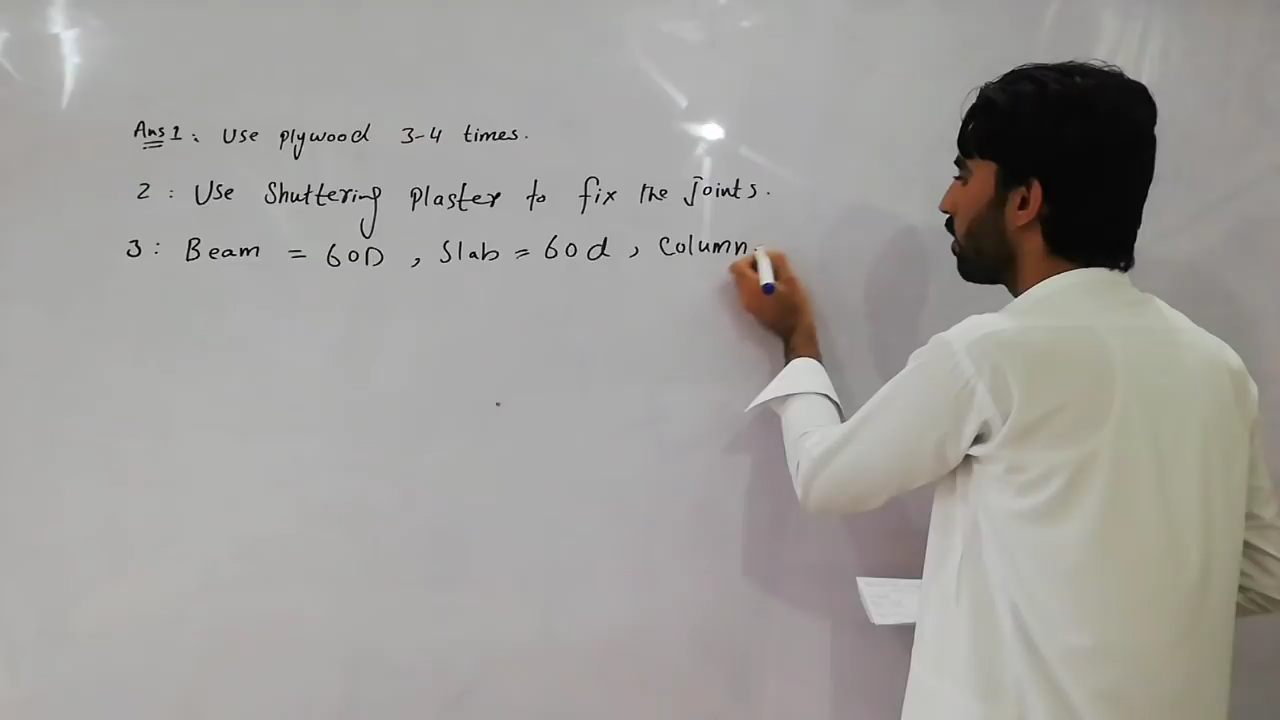 Ans 1: Use Plywood 3-4 times.
2: Use Shuttering Plaster to fix the Joints.
3: Beam = 60D, Slab = 60d, Column